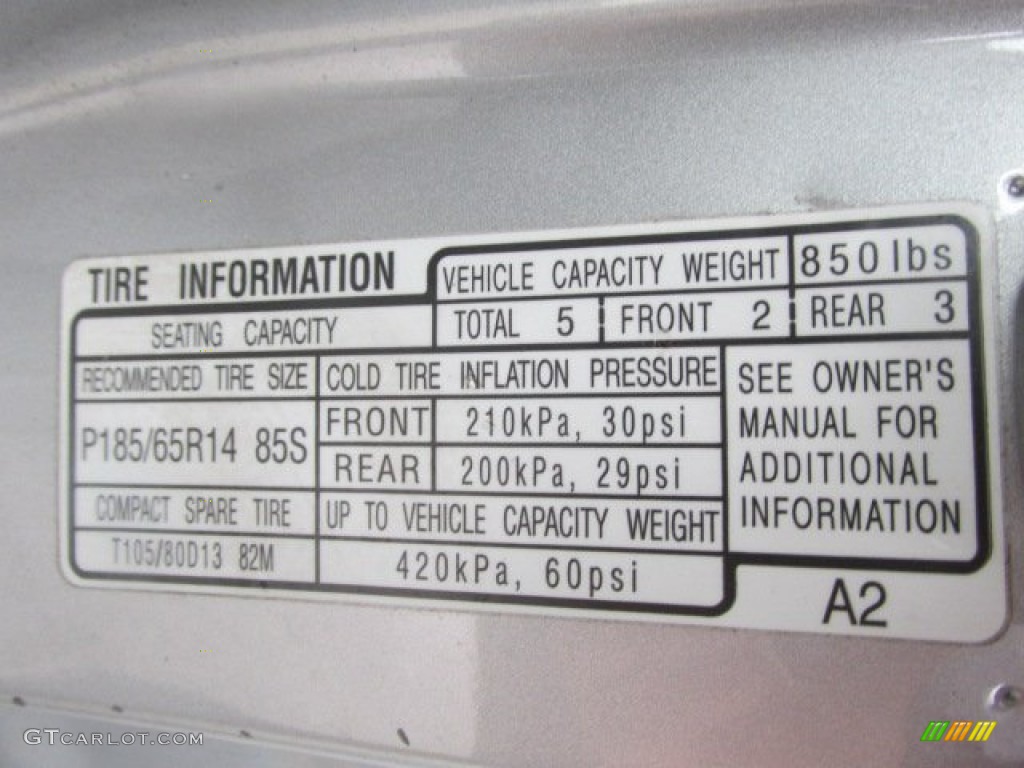 TIRE INFORMATION
VEHICLE CAPACITY WEIGHT 850lbs
SEATING CAPACITY TOTAL 5 FRONT 2 REAR 3
RECOMMENDED TIRE SIZE COLD TIRE INFLATION PRESSURE
P185/65R14 85S
FRONT 210kPa, 30psi
REAR 200kPa, 29psi
SEE OWNER'S
MANUAL FOR
ADDITIONAL
INFORMATION
COMPACT SPARE TIRE UP TO VEHICLE CAPACITY WEIGHT
T105/80D13 82M 420kPa, 60psi
A2
GTCARLOT.COM